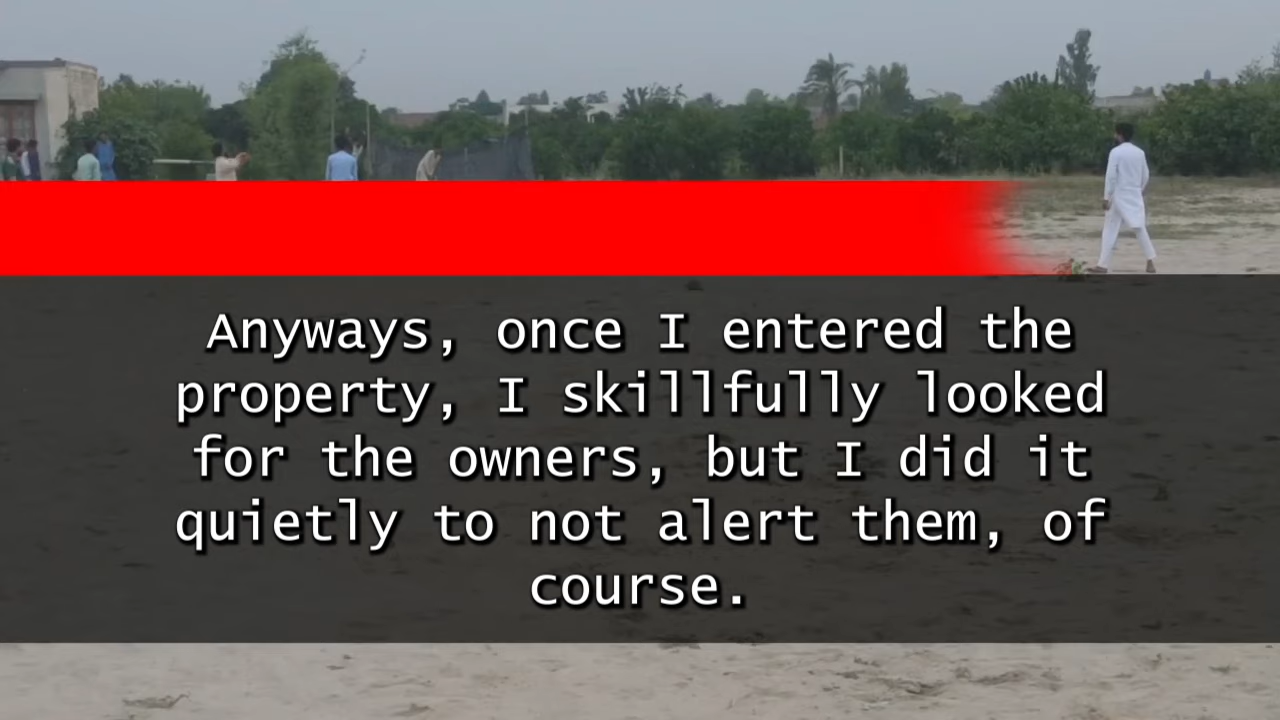 Anyways, once I entered the
property, I skillfully looked
for the owners, but I did it
quietly to not alert them, of
course.